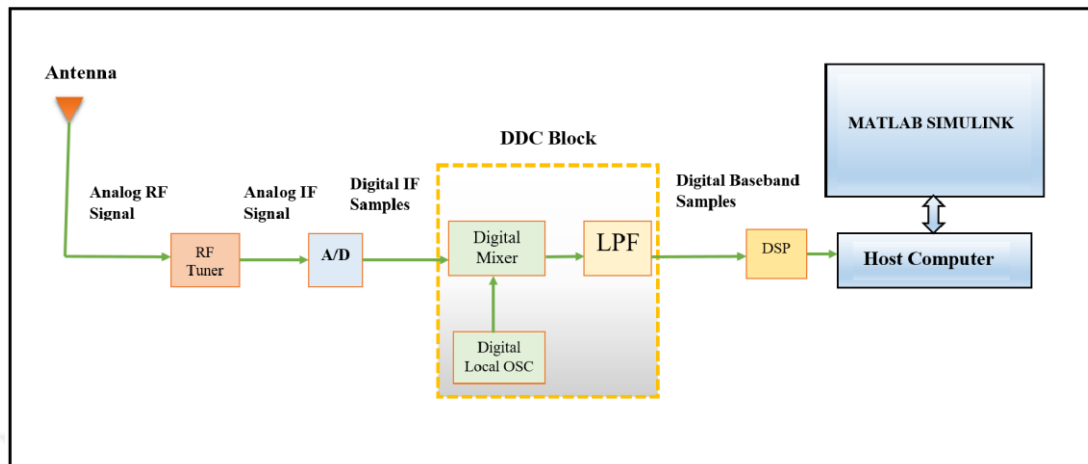 Antenna
MATLAB SIMULINK
DDC Block
Analog RF
Signal
Analog IF
Signal
Digital IF
Samples
Digital Baseband
Samples
RF
Tuner
A/D
Digital
Mixer
LPF
DSP
Host Computer
Digital
Local OSC